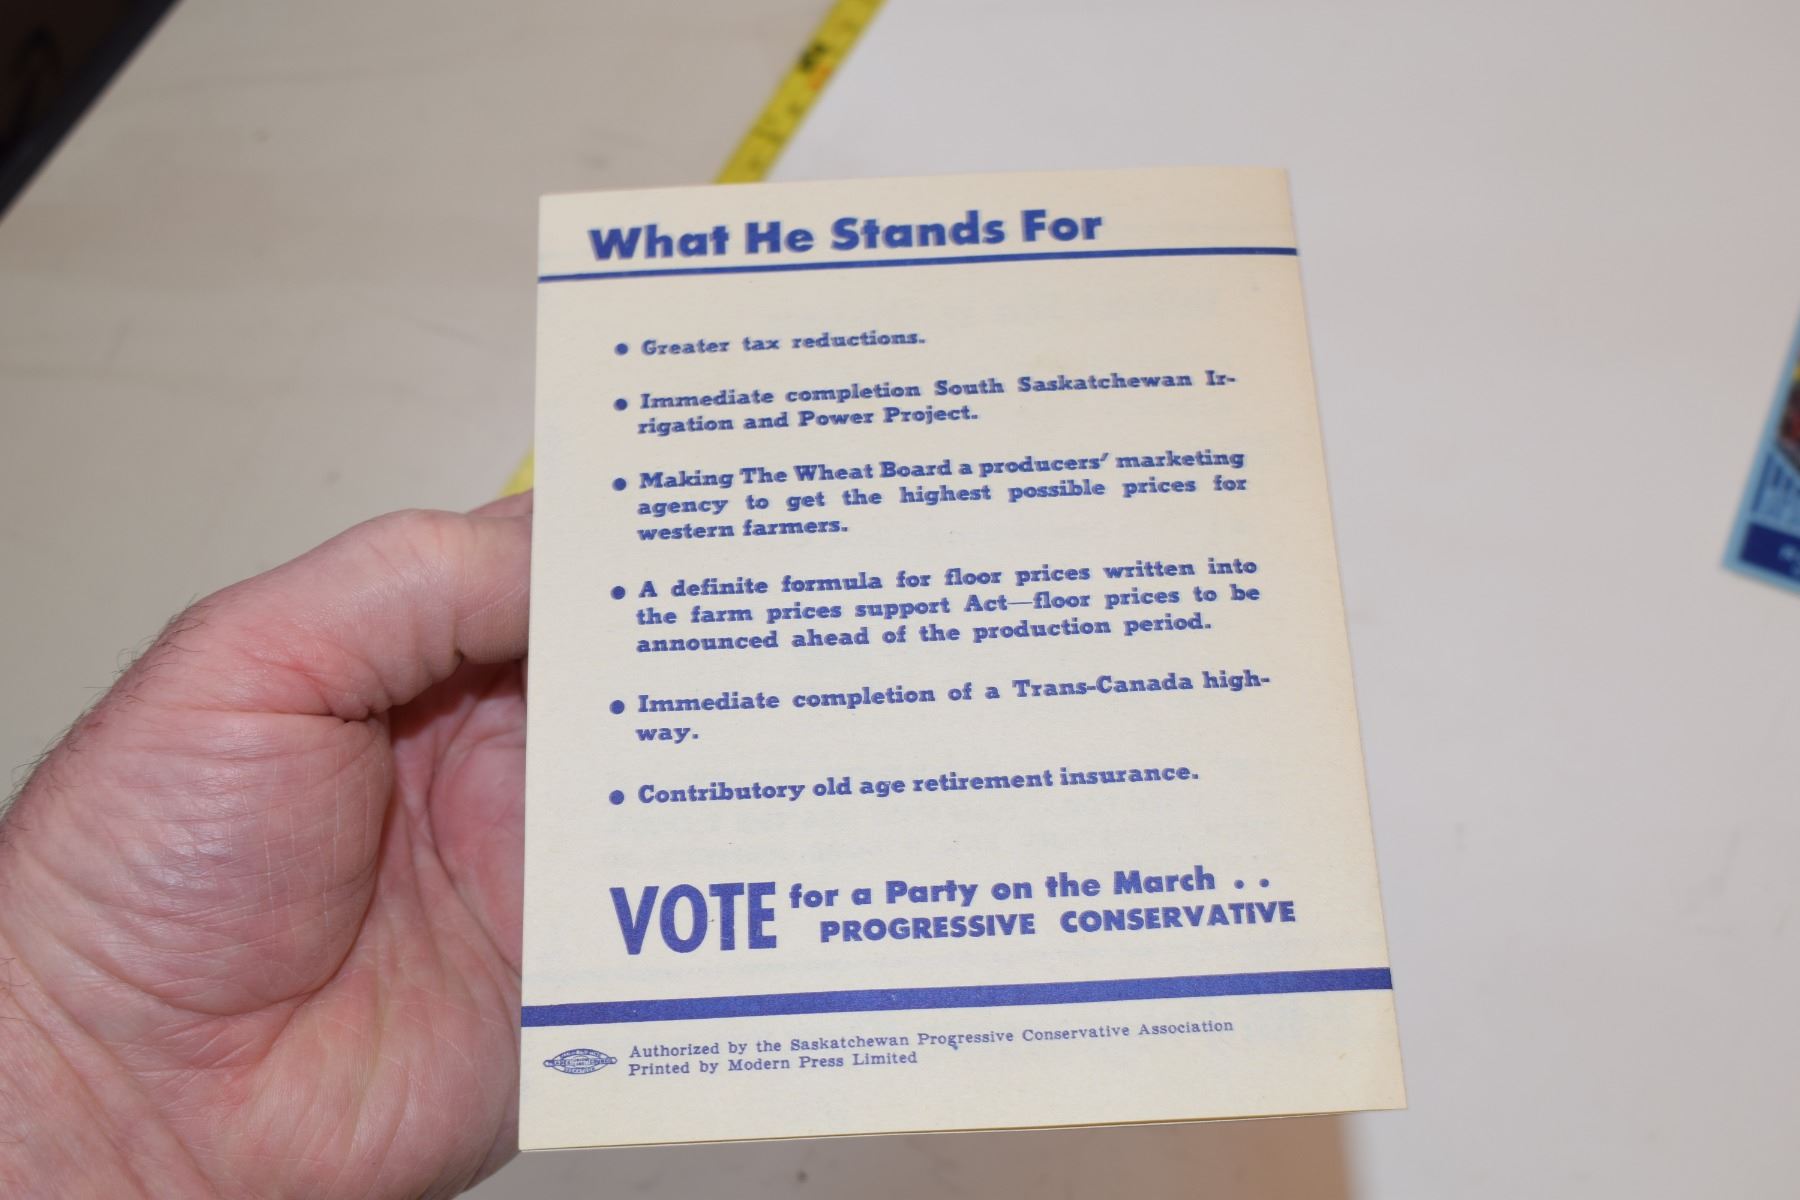 What He Stands For
• Greater tax reductions.
• Immediate completion South Saskatchewan Ir-
rigation and Power Project.
• Making The Wheat Board a producers' marketing
agency to get the highest possible prices for
western farmers.
• A definite formula for floor prices written into
the farm prices support Act—floor prices to be
announced ahead of the production period.
• Immediate completion of a Trans-Canada high-
way.
• Contributory old age retirement insurance.
VOTE for a Party on the March . .
PROGRESSIVE CONSERVATIVE
Authorized by the Saskatchewan Progressive Conservative Association
Printed by Modern Press Limited